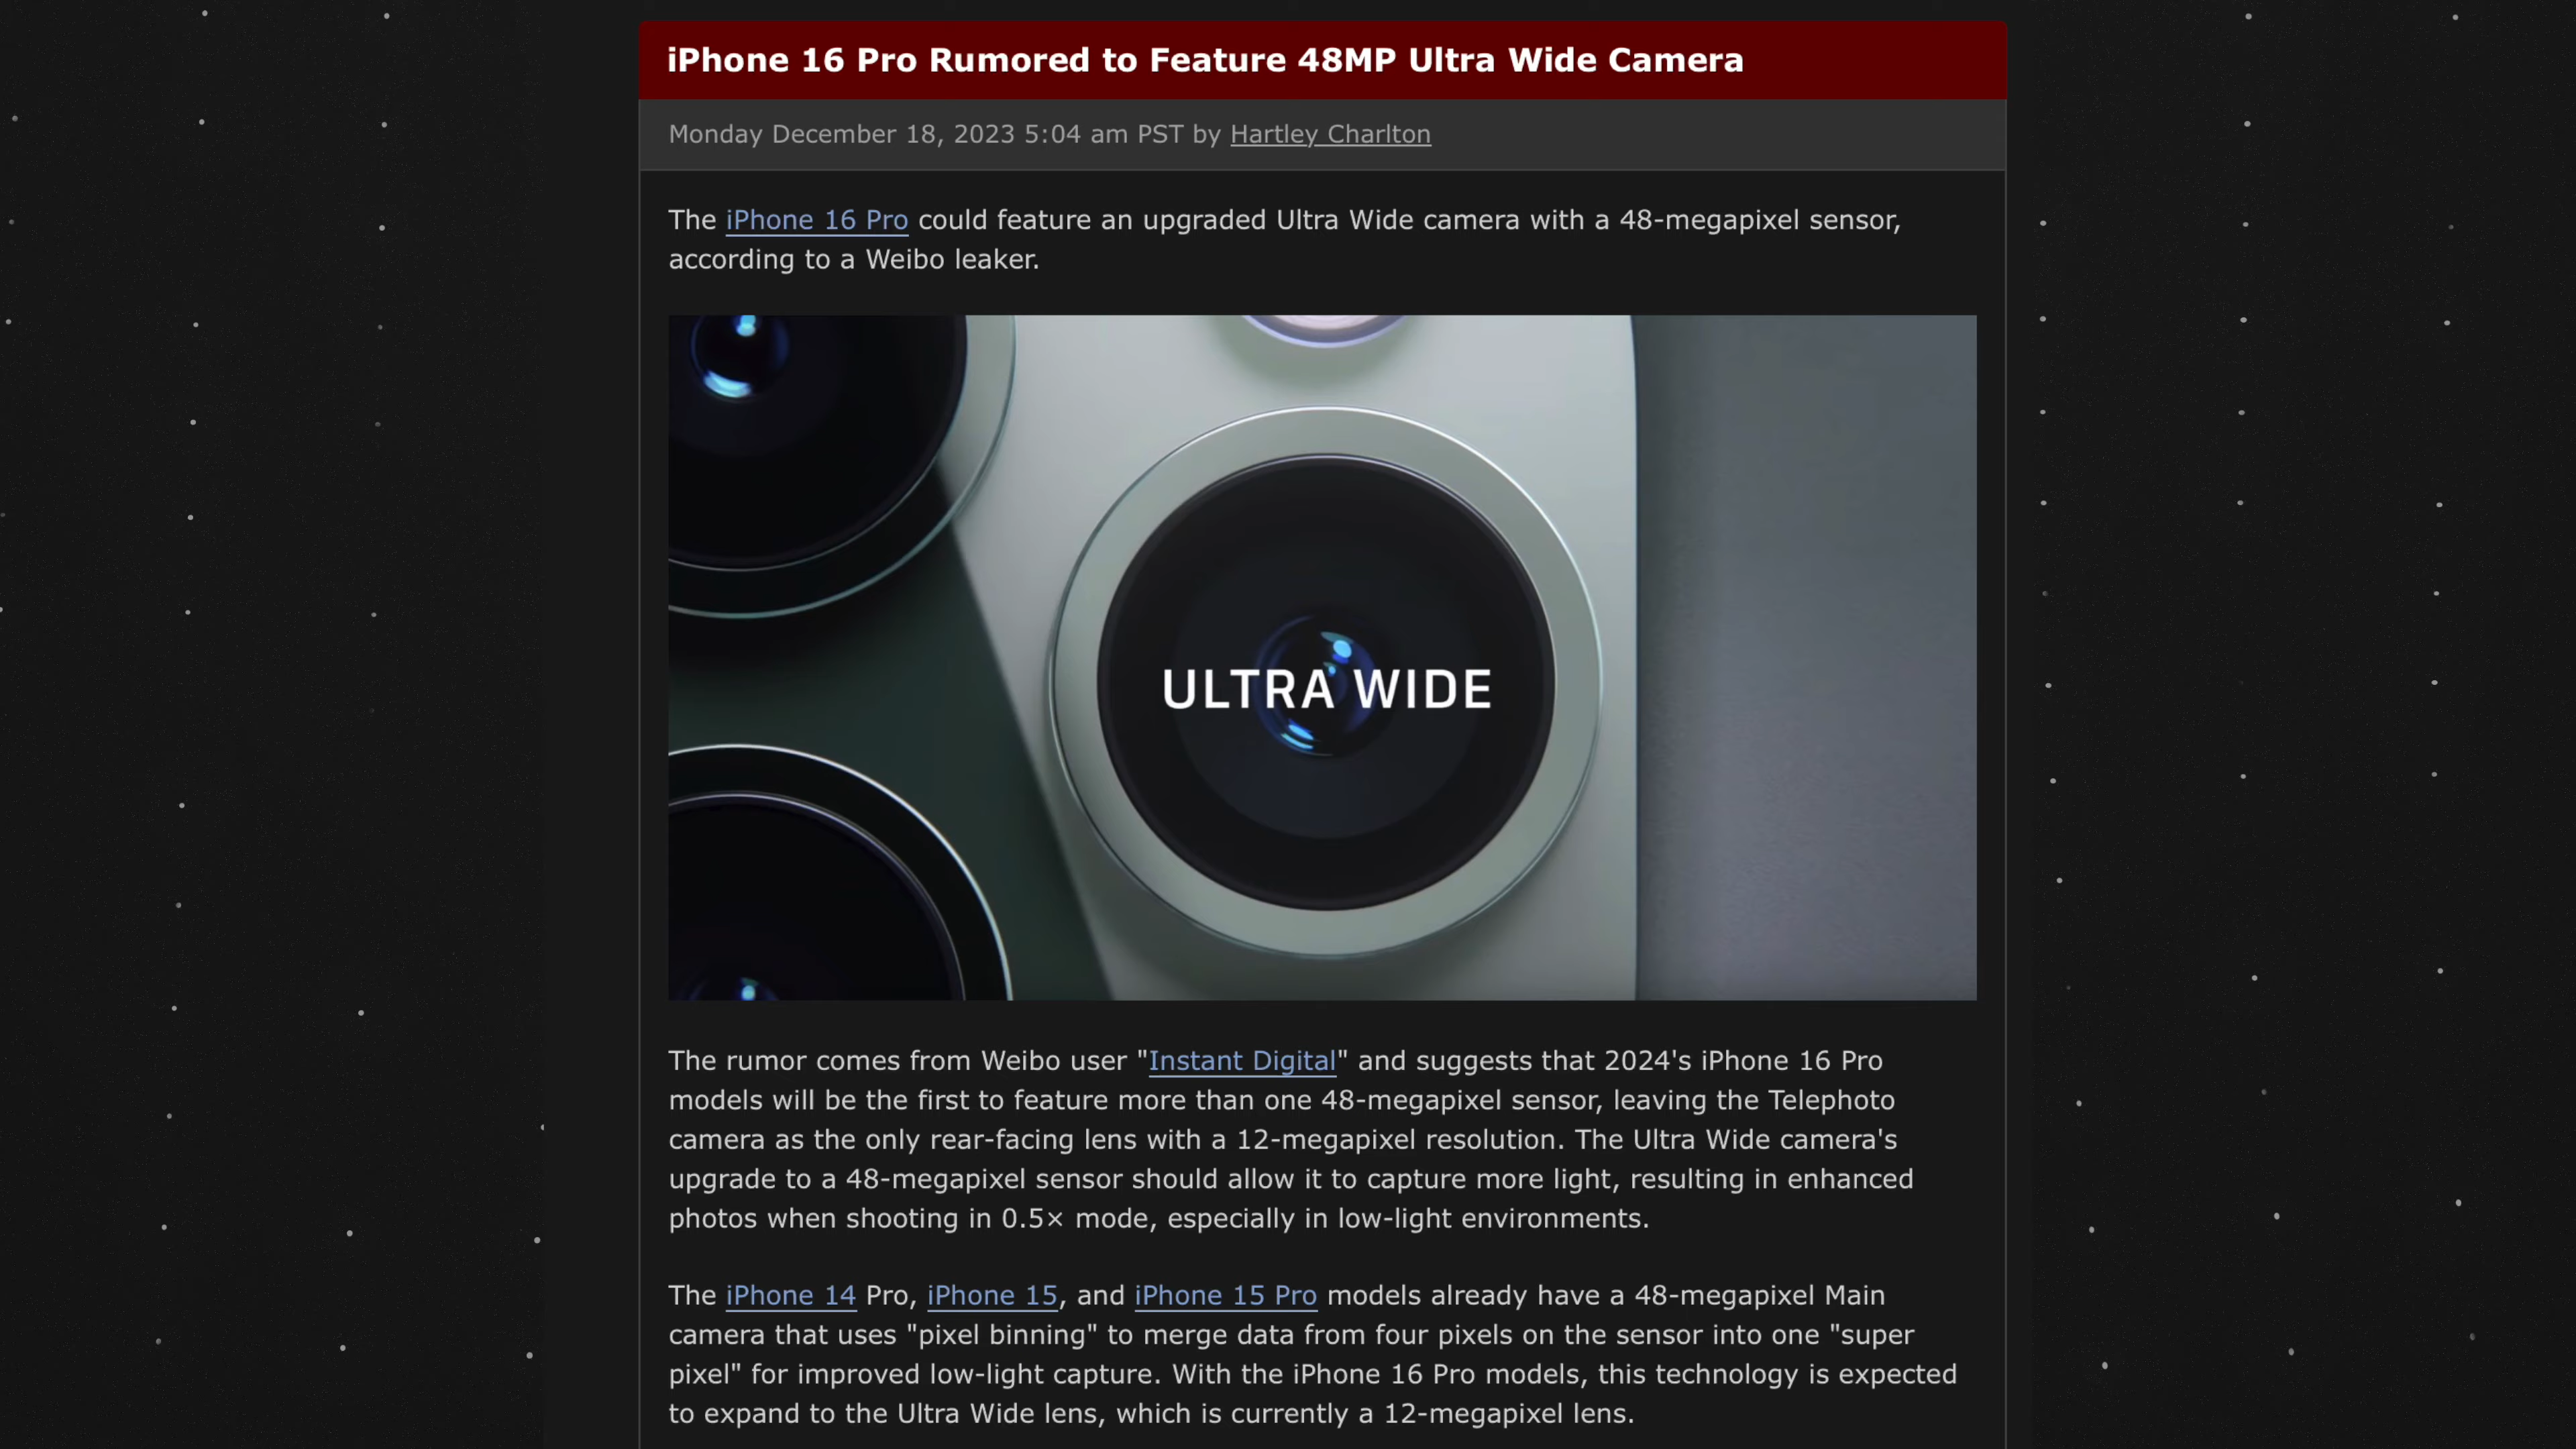 iPhone 16 Pro Rumored to Feature 48MP Ultra Wide Camera
Monday December 18, 2023 5:04 am PST by Hartley Charlton
The iPhone 16 Pro could feature an upgraded Ultra Wide camera with a 48-megapixel sensor,
according to a Weibo leaker.
ULTRA WIDE
The rumor comes from Weibo user "Instant Digital" and suggests that 2024's iPhone 16 Pro
models will be the first to feature more than one 48-megapixel sensor, leaving the Telephoto
camera as the only rear-facing lens with a 12-megapixel resolution. The Ultra Wide camera's
upgrade to a 48-megapixel sensor should allow it to capture more light, resulting in enhanced
photos when shooting in 0.5× mode, especially in low-light environments.
The iPhone 14 Pro, iPhone 15, and iPhone 15 Pro models already have a 48-megapixel Main
camera that uses "pixel binning" to merge data from four pixels on the sensor into one "super
pixel" for improved low-light capture. With the iPhone 16 Pro models, this technology is expected
to expand to the Ultra Wide lens, which is currently a 12-megapixel lens.